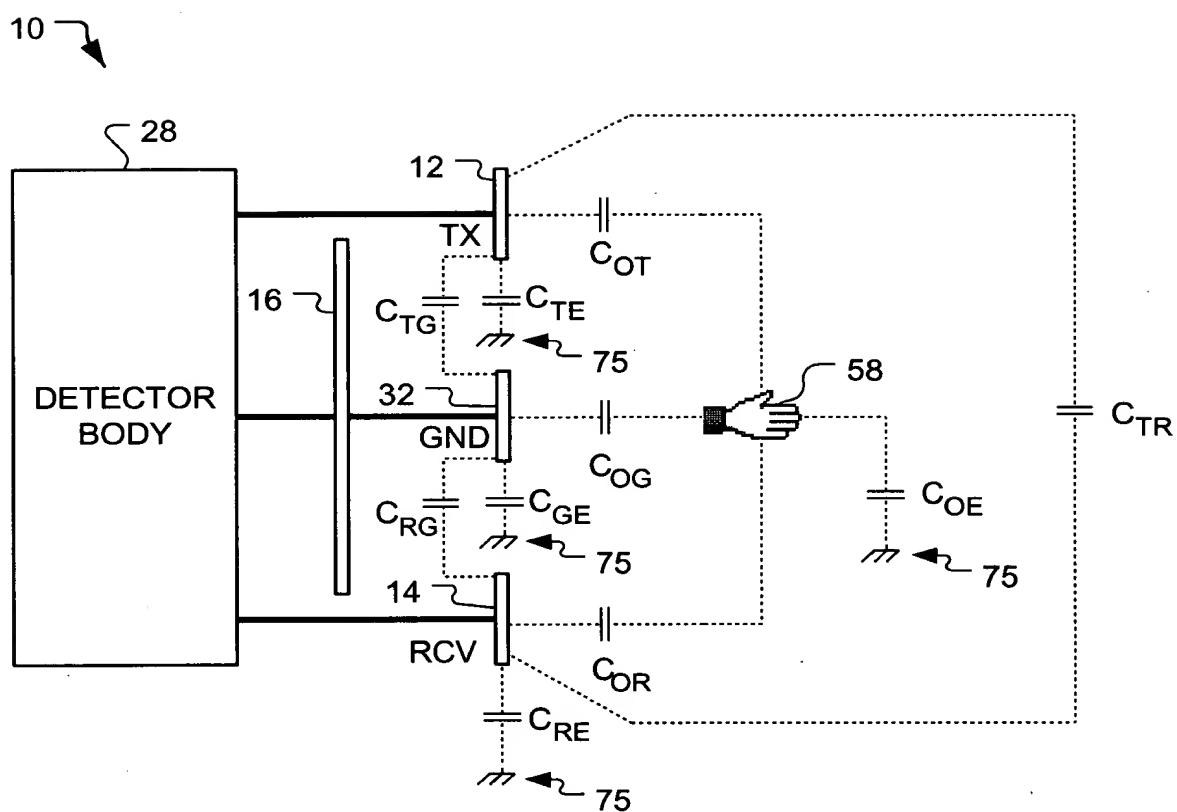 10
28
12
TX
C_OT
16
C_TG
C_TE
75
32
58
DETECTOR
BODY
GND
C_OG
C_TR
C_RG
C_GE
C_OE
75
75
14
RCV
C_OR
C_RE
75